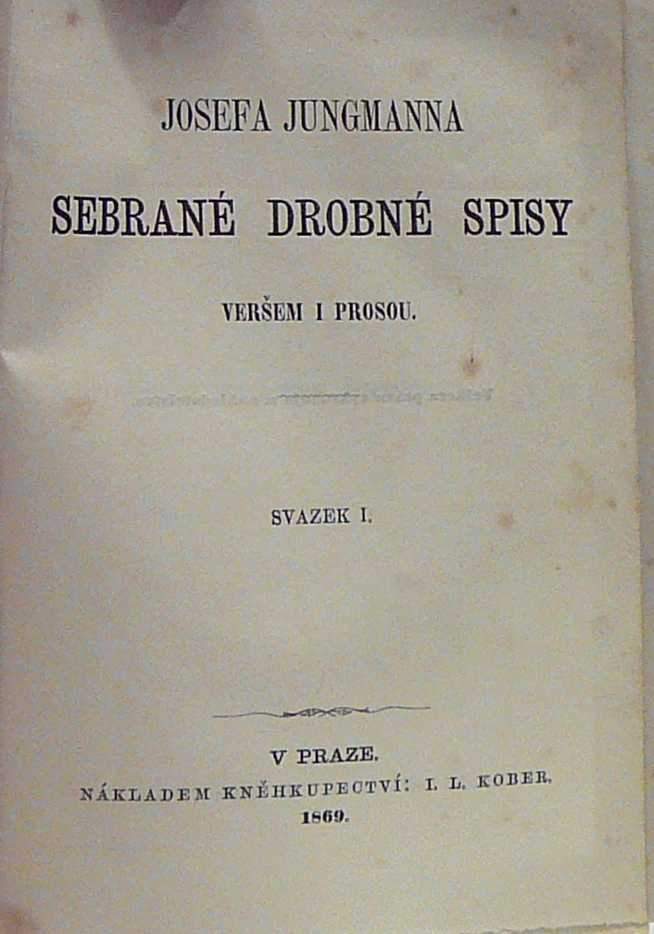 JOSEFA JUNGMANNA
SEBRANÉ DROBNÉ SPISY
VERŠEM I PROSOU.
SVAZEK I.
V PRAZE.
NÁKLADEM KNĚHKUPECTVÍ: I. L. KOBER.
1869.